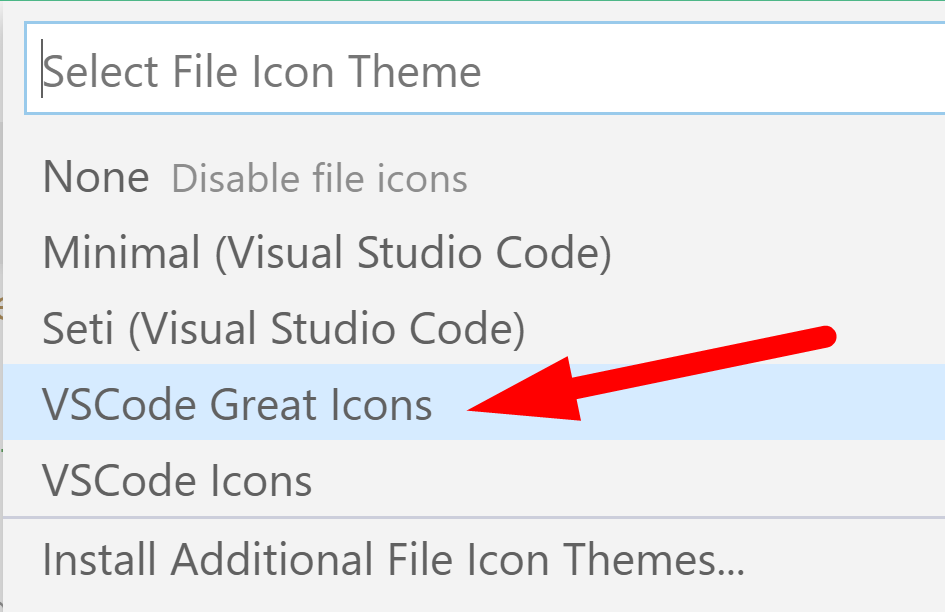 Select File Icon Theme
None Disable file icons
Minimal (Visual Studio Code)
Seti (Visual Studio Code)
VSCode Great Icons
VSCode Icons
Install Additional File Icon Themes...